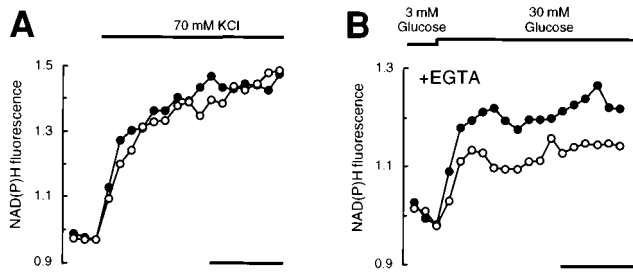 A
70 mM KCl
NAD(P)H fluorescence
1.5
1.3
1.1
0.9
B
3 mM
Glucose
30 mM
Glucose
+EGTA
NAD(P)H fluorescence
1.3
1.1
0.9